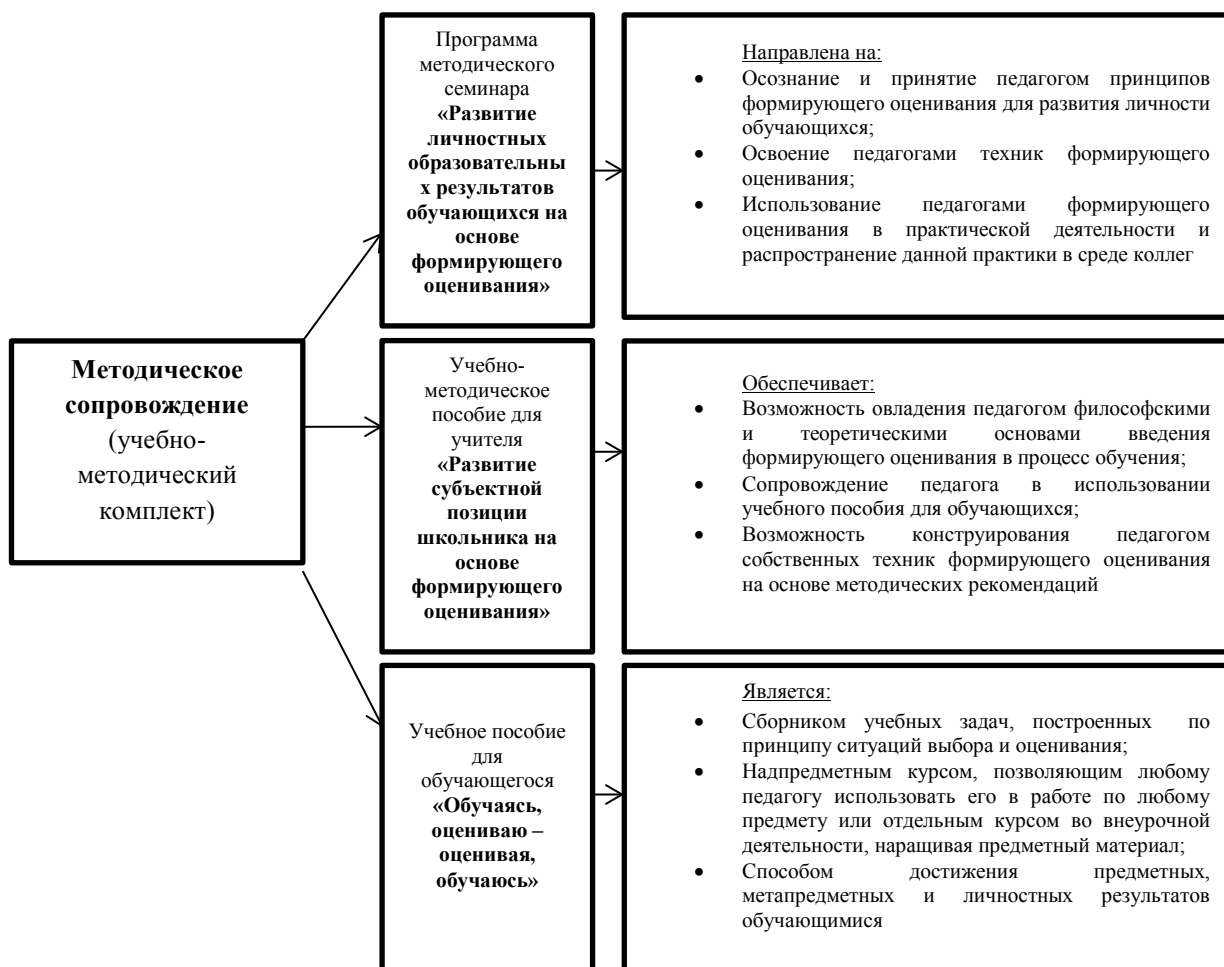 Методическое
сопровождение
(учебно-
методический
комплект)
Программа
методического
семинара
«Развитие
личностных
образовательны
х результатов
обучающихся на
основе
формирующего
оценивания»
Направлена на:
• Осознание и принятие педагогом принципов
формирующего оценивания для развития личности
обучающихся;
• Освоение педагогами техник формирующего
оценивания;
• Использование педагогами формирующего
оценивания в практической деятельности и
распространение данной практики в среде коллег
Учебно-
методическое
пособие для
учителя
«Развитие
субъектной
позиции
школьника на
основе
формирующего
оценивания»
Обеспечивает:
• Возможность овладения педагогом философскими
и теоретическими основами введения
формирующего оценивания в процесс обучения;
• Сопровождение педагога в использовании
учебного пособия для обучающихся;
• Возможность конструирования педагогом
собственных техник формирующего оценивания
на основе методических рекомендаций
Учебное пособие
для
обучающегося
«Обучаясь,
оцениваю –
оценивая,
обучаюсь»
Является:
• Сборником учебных задач, построенных по
принципу ситуаций выбора и оценивания;
• Надпредметным курсом, позволяющим любому
педагогу использовать его в работе по любому
предмету или отдельным курсом во внеурочной
деятельности, наращивая предметный материал;
• Способом достижения предметных,
метапредметных и личностных результатов
обучающимися